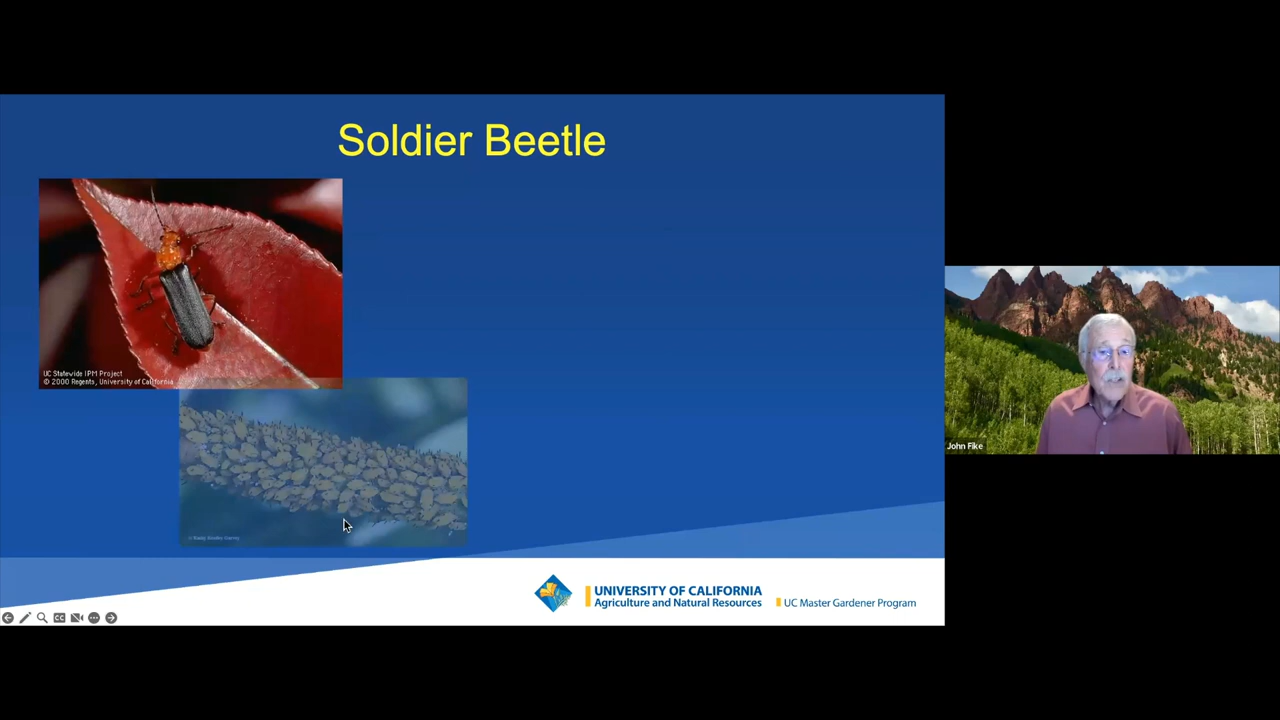 Soldier Beetle
UC Statewide IPM Project
© 2000 Regents, University of California
John Fike
UNIVERSITY OF CALIFORNIA
Agriculture and Natural Resources
UC Master Gardener Program
CC